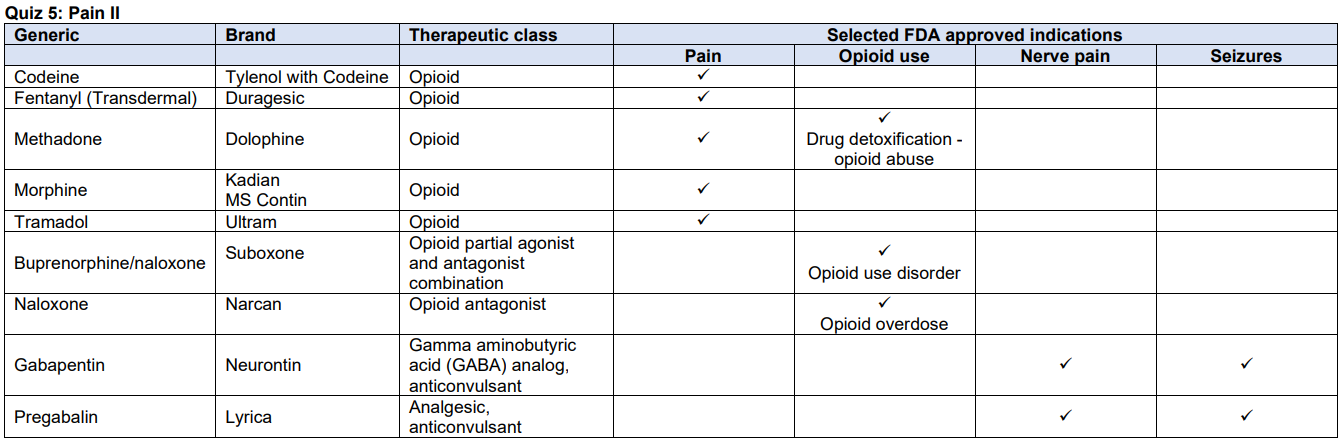 Quiz 5: Pain II
Generic Brand Therapeutic class Selected FDA approved indications
Pain Opioid use Nerve pain Seizures
Codeine Tylenol with Codeine Opioid ✓
Fentanyl (Transdermal) Duragesic Opioid ✓
Methadone Dolophine Opioid ✓ ✓
Drug detoxification -
opioid abuse
Morphine Kadian
MS Contin Opioid ✓
Tramadol Ultram Opioid ✓
Buprenorphine/naloxone Suboxone Opioid partial agonist
and antagonist
combination ✓
Opioid use disorder
Naloxone Narcan Opioid antagonist ✓
Opioid overdose
Gabapentin Neurontin Gamma aminobutyric
acid (GABA) analog,
anticonvulsant ✓ ✓
Pregabalin Lyrica Analgesic,
anticonvulsant ✓ ✓